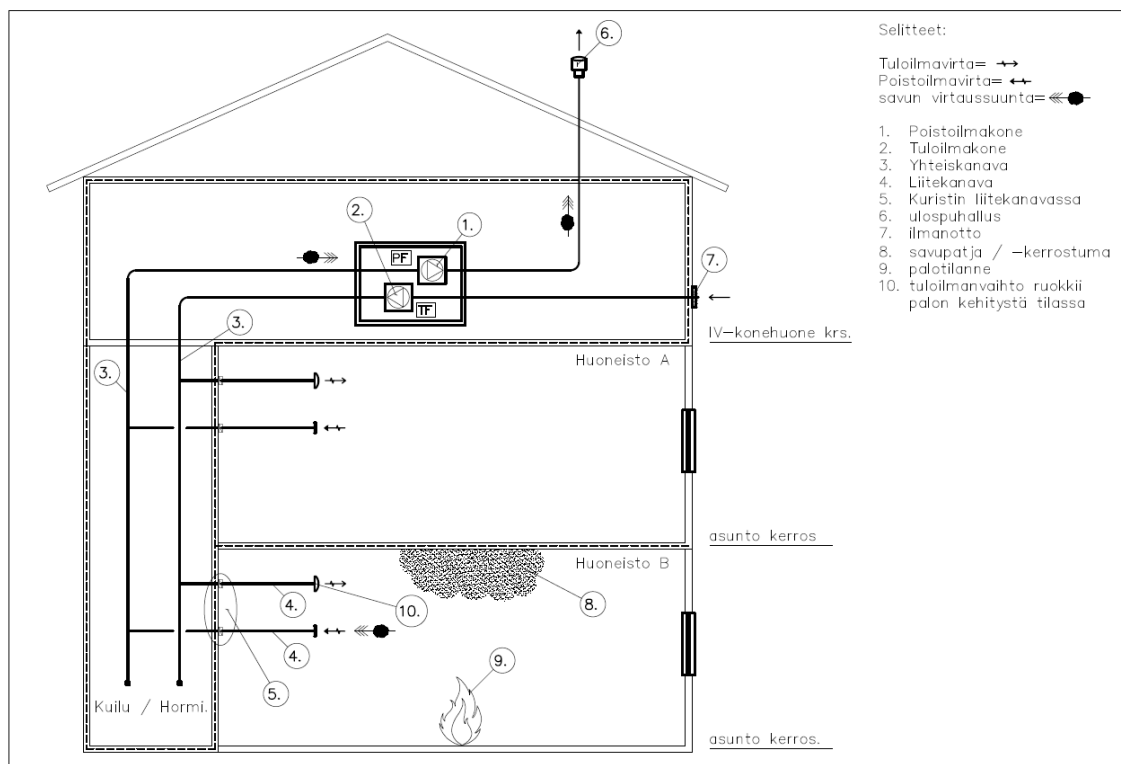 Selitteet:
Tuloilmavirta=
Poistoilmavirta=
savun virtaussuunta=
1. Poistoilmakone
2. Tuloilmakone
3. Yhteiskanava
4. Liitekanava
5. Kuristin liitekanavassa
6. ulospuhallus
7. ilmanotto
8. savupatja / -kerrostuma
9. palotilanne
10. tuloilmanvaihto ruokkii
palon kehitystä tilassa
6.
2.
1.
PF
TF
7.
IV-konehuone krs.
3.
3.
Huoneisto A
asunto kerros
Huoneisto B
4.
10.
8.
4.
5.
9.
Kuilu / Hormi.
asunto kerros.